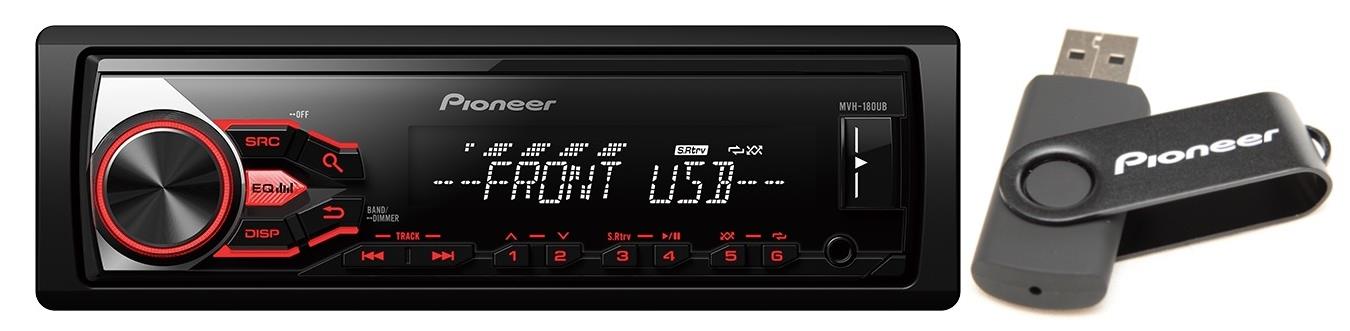 Pioneer
MVH-180UB
OFF
SRC
S.Rtrv
--FRONT USB--
EQ
BAND/
DIMMER
DISP
TRACK
S.Rtrv
1
2
3
4
5
6
Pioneer